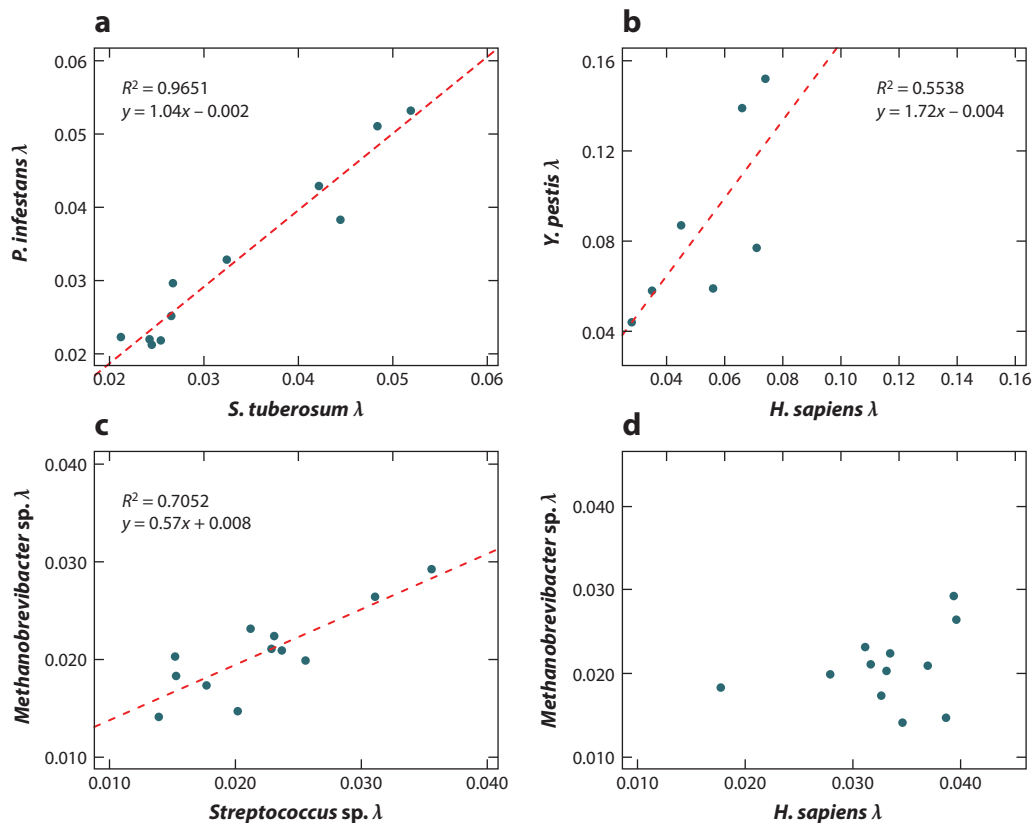 a
0.06
0.05
0.04
0.03
0.02
P. infestans λ
R² = 0.9651
y = 1.04x – 0.002
0.02 0.03 0.04 0.05 0.06
S. tuberosum λ
b
0.16
0.12
0.08
0.04
Y. pestis λ
R² = 0.5538
y = 1.72x – 0.004
0.04 0.06 0.08 0.10 0.12 0.14 0.16
H. sapiens λ
c
0.040
0.030
0.020
0.010
Methanobrevibacter sp. λ
R² = 0.7052
y = 0.57x + 0.008
0.010 0.020 0.030 0.040
Streptococcus sp. λ
d
0.040
0.030
0.020
0.010
Methanobrevibacter sp. λ
0.010 0.020 0.030 0.040
H. sapiens λ